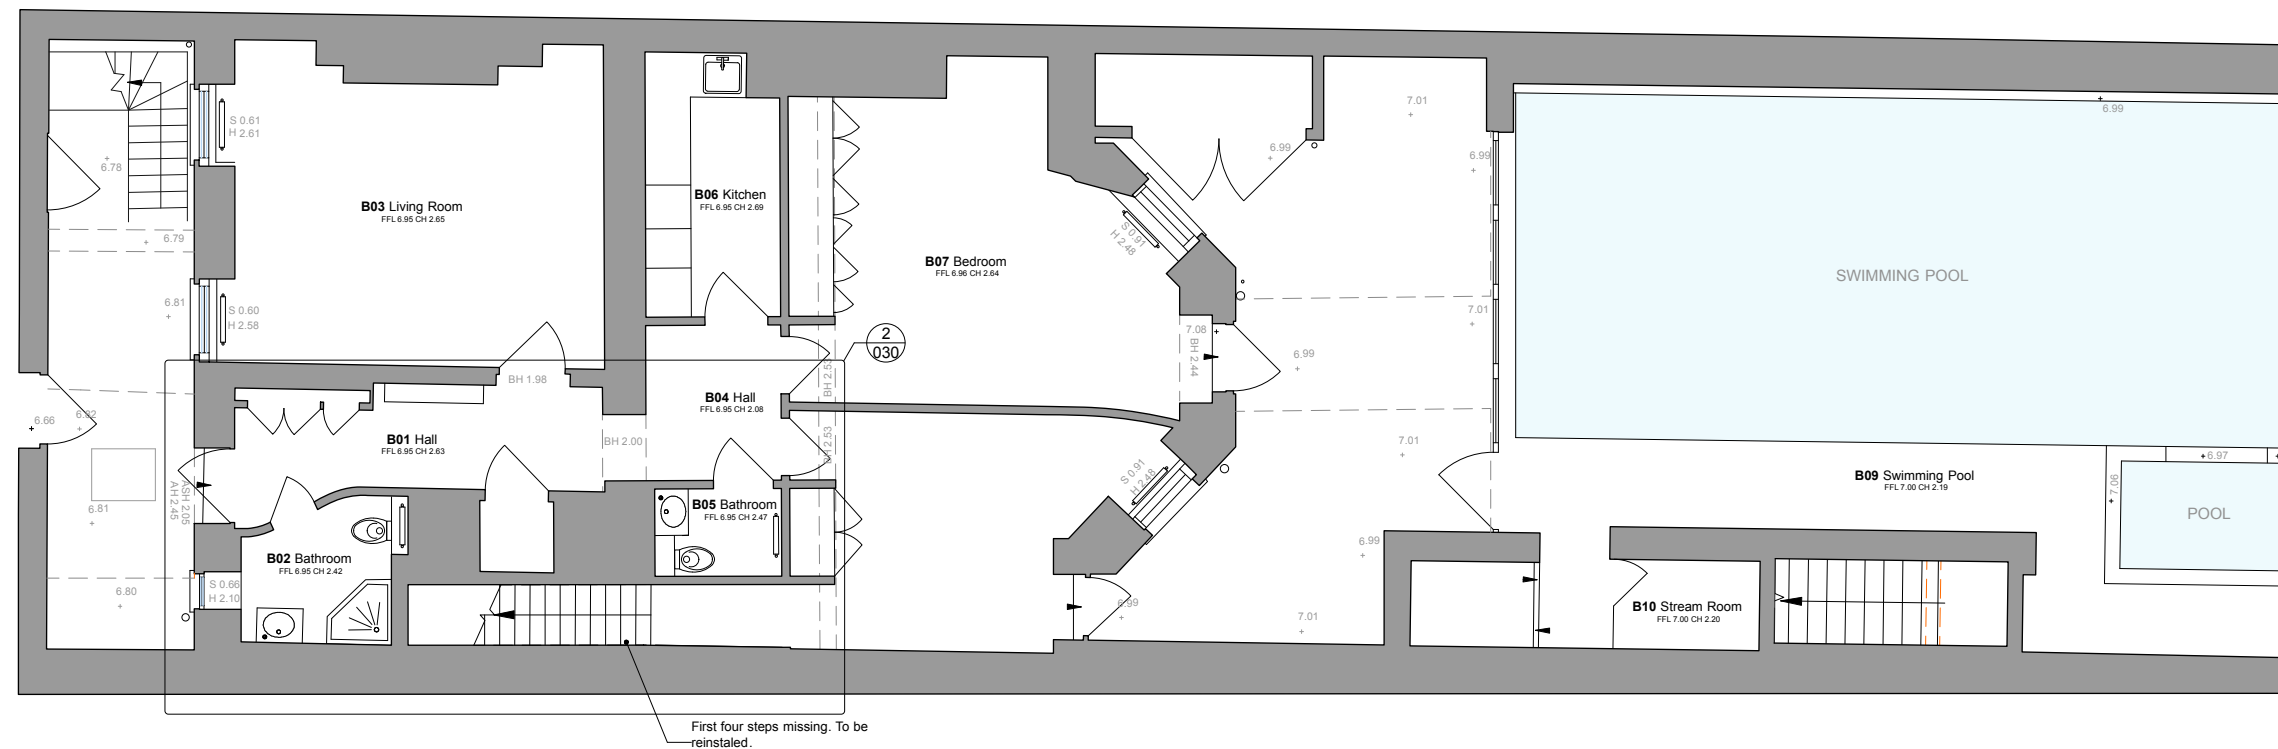 7.01
6.99
6.99
6.99
S 0.61
H 2.61
6.78
B03 Living Room
FFL 6.95 CH 2.65
B06 Kitchen
FFL 6.95 CH 2.69
S 0.91
H 2.48
6.79
B07 Bedroom
FFL 6.96 CH 2.64
SWIMMING POOL
6.81
S 0.60
H 2.58
7.01
7.08
BH 2.44
2
030
6.99
BH 1.98
BH 2.53
B04 Hall
FFL 6.95 CH 2.08
6.66
6.82
B01 Hall
FFL 6.95 CH 2.63
BH 2.00
BH 2.53
7.01
S 0.91
H 2.48
6.97
B09 Swimming Pool
FFL 7.00 CH 2.19
7.06
ASH 2.05
AH 2.45
6.81
B05 Bathroom
FFL 6.95 CH 2.47
POOL
6.99
B02 Bathroom
FFL 6.95 CH 2.42
S 0.66
H 2.10
6.80
6.99
7.01
B10 Stream Room
FFL 7.00 CH 2.20
First four steps missing. To be
reinstaled.